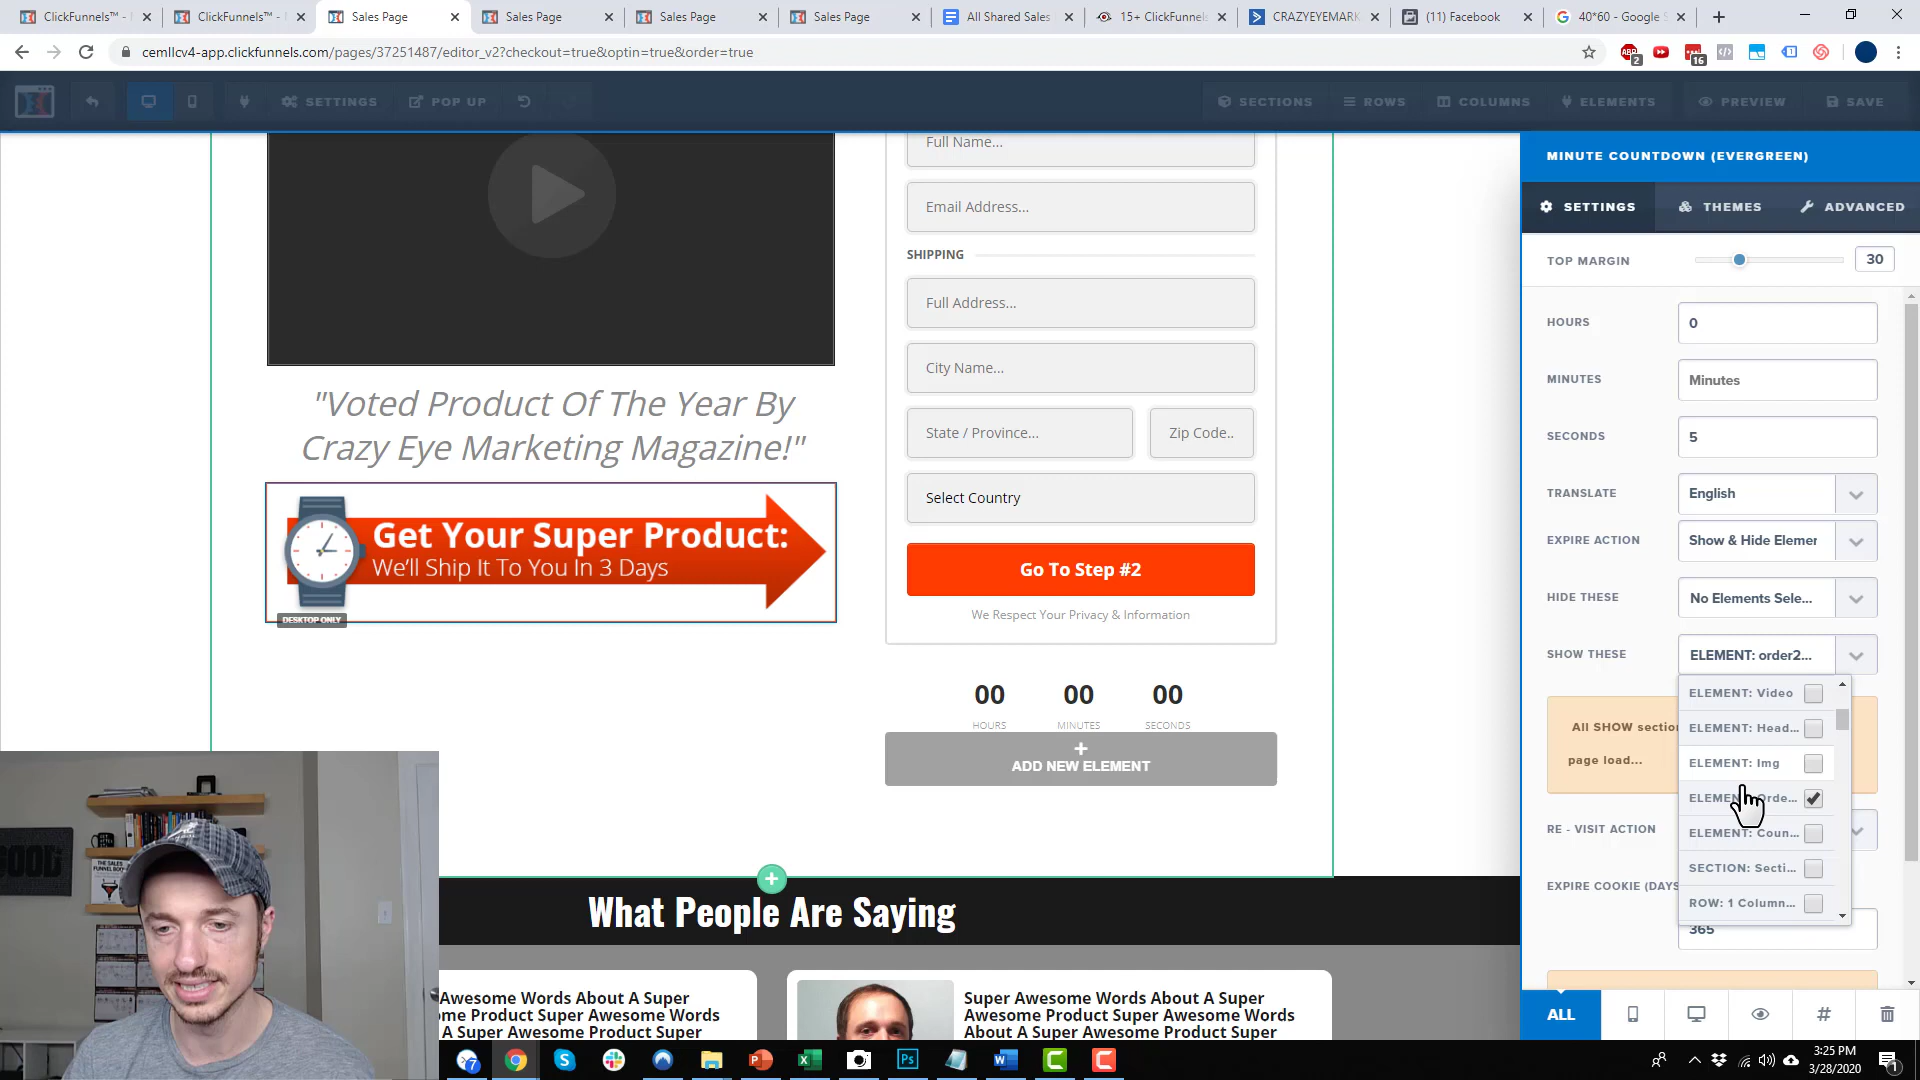 ClickFunnels™ -
ClickFunnels™ -
Sales Page
Sales Page
Sales Page
Sales Page
All Shared Sales
15+ ClickFunnels
CRAZYEYEMARK
(11) Facebook
40*60 - Google
cemllcv4-app.clickfunnels.com/pages/37251487/editor_v2?checkout=true&optin=true&order=true
2
16
SETTINGS
POP UP
SECTIONS
ROWS
COLUMNS
ELEMENTS
PREVIEW
SAVE
Full Name...
Email Address...
SHIPPING
Full Address...
City Name...
State / Province...
Zip Code..
Select Country
Go To Step #2
We Respect Your Privacy & Information
"Voted Product Of The Year By
Crazy Eye Marketing Magazine!"
Get Your Super Product:
We'll Ship It To You In 3 Days
DESKTOP ONLY
00 00 00
HOURS MINUTES SECONDS
+
ADD NEW ELEMENT
What People Are Saying
Awesome Words About A Super
me Product Super Awesome Words
A Super Awesome Product Super
Super Awesome Words About A Super
Awesome Product Super Awesome Words
About A Super Awesome Product Super
MINUTE COUNTDOWN (EVERGREEN)
SETTINGS
THEMES
ADVANCED
TOP MARGIN
30
HOURS
0
MINUTES
Minutes
SECONDS
5
TRANSLATE
English
EXPIRE ACTION
Show & Hide Elemer
HIDE THESE
No Elements Sele...
SHOW THESE
ELEMENT: order2...
ELEMENT: Video
ELEMENT: Head...
ELEMENT: Img
ELEMENT: Orde...
ELEMENT: Coun...
SECTION: Secti...
ROW: 1 Column...
All SHOW section
page load...
RE - VISIT ACTION
EXPIRE COOKIE (DAYS
365
ALL
#
GOOD
7
3:25 PM
3/28/2020
1